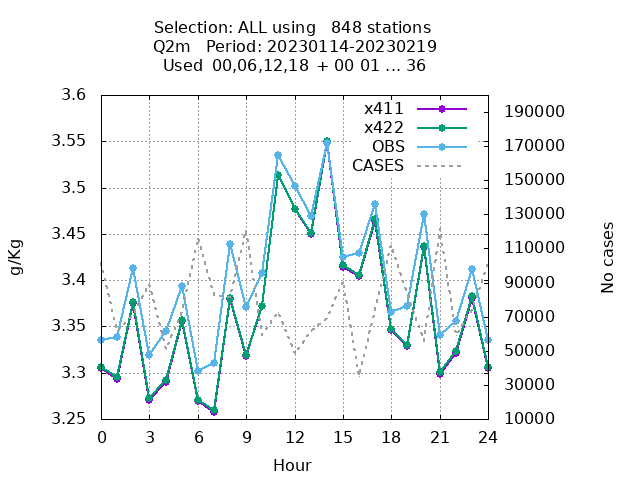 Selection: ALL using   848 stations
Q2m   Period: 20230114-20230219
Used 00,06,12,18 + 00 01 ... 36
3.6
3.55
3.5
3.45
3.4
3.35
3.3
3.25
g/Kg
x411
x422
OBS
CASES
190000
170000
150000
130000
110000
90000
70000
50000
30000
10000
No cases
0 3 6 9 12 15 18 21 24
Hour